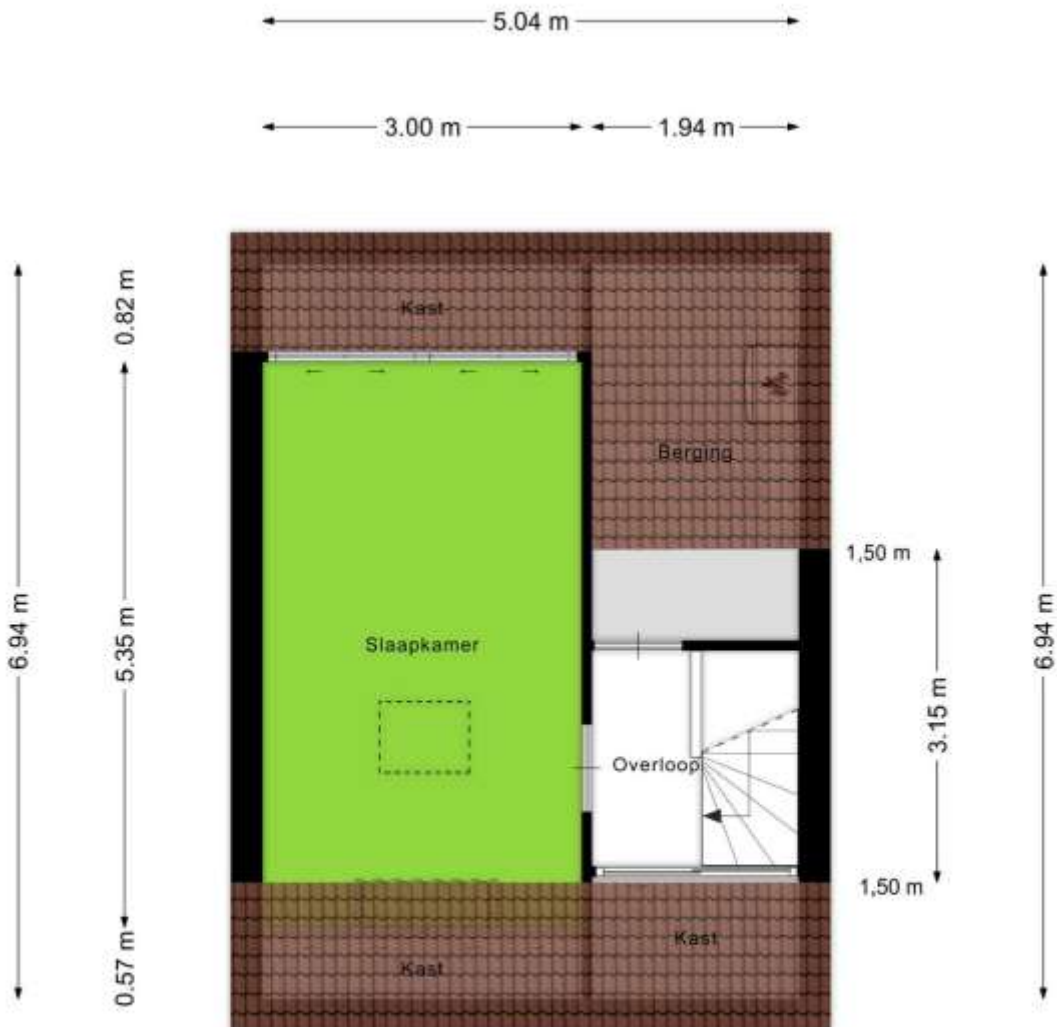 5.04 m
3.00 m
1.94 m
0.82 m
Kast
Berging
1,50 m
6.94 m
5.35 m
Slaapkamer
3.15 m
6.94 m
Overloop
1,50 m
0.57 m
Kast
Kast